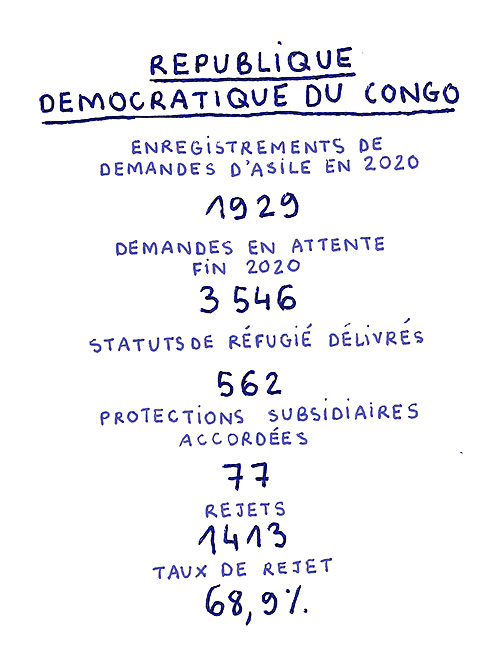 REPUBLIQUE
DEMOCRATIQUE DU CONGO
ENREGISTREMENTS DE
DEMANDES D'ASILE EN 2020
1929
DEMANDES EN ATTENTE
FIN 2020
3 546
STATUTS DE RÉFUGIÉ DÉLIVRÉS
562
PROTECTIONS SUBSIDIAIRES
ACCORDÉES
77
REJETS
1413
TAUX DE REJET
68,9%